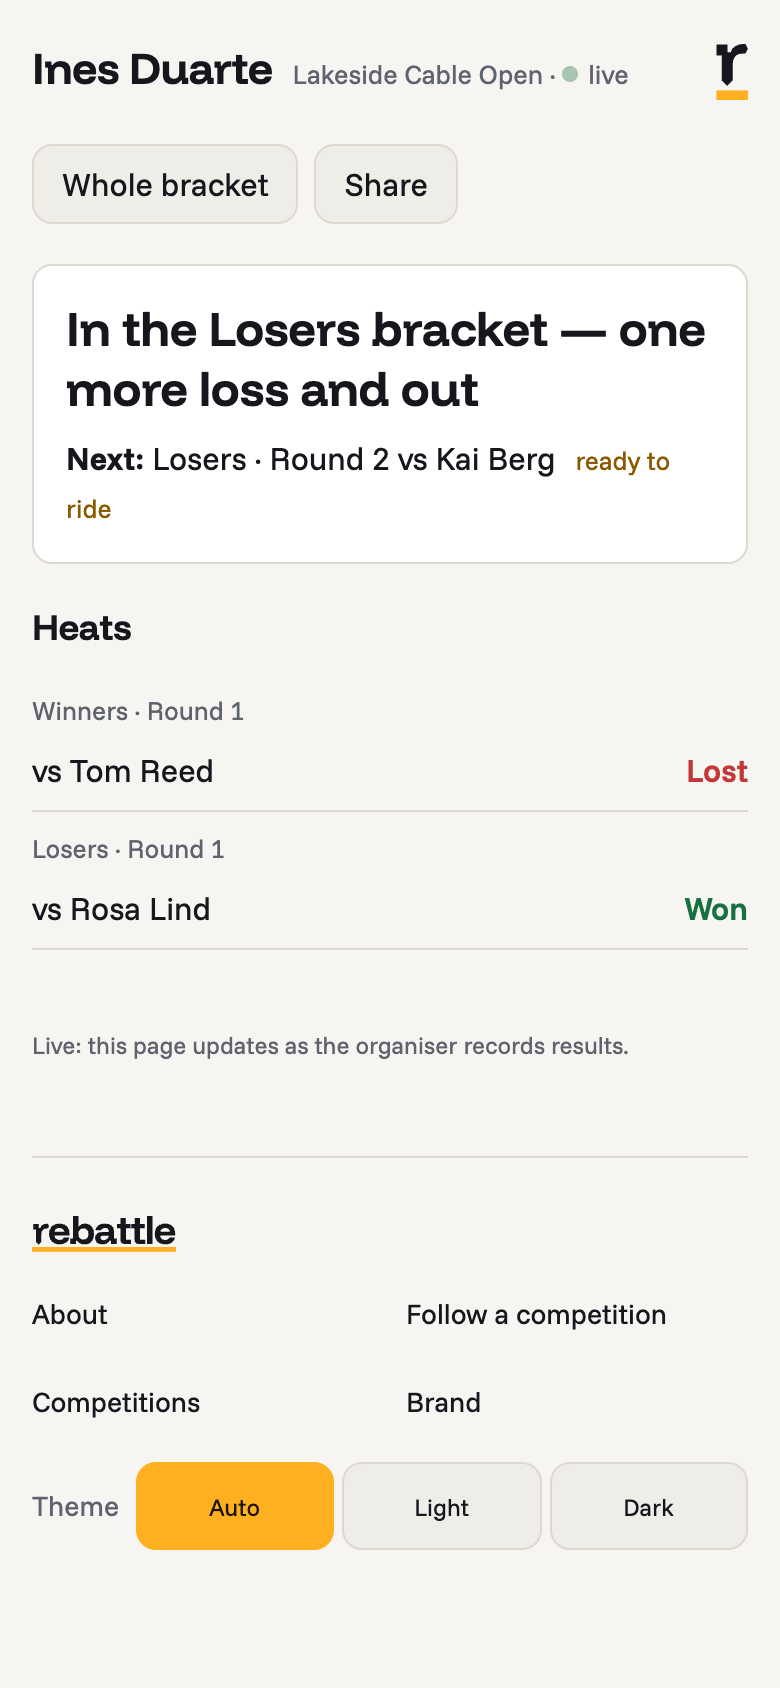 Ines Duarte Lakeside Cable Open · live
r
Whole bracket Share
In the Losers bracket — one
more loss and out
Next: Losers · Round 2 vs Kai Berg ready to
ride
Heats
Winners · Round 1
vs Tom Reed Lost
Losers · Round 1
vs Rosa Lind Won
Live: this page updates as the organiser records results.
rebattle
About Follow a competition
Competitions Brand
Theme Auto Light Dark